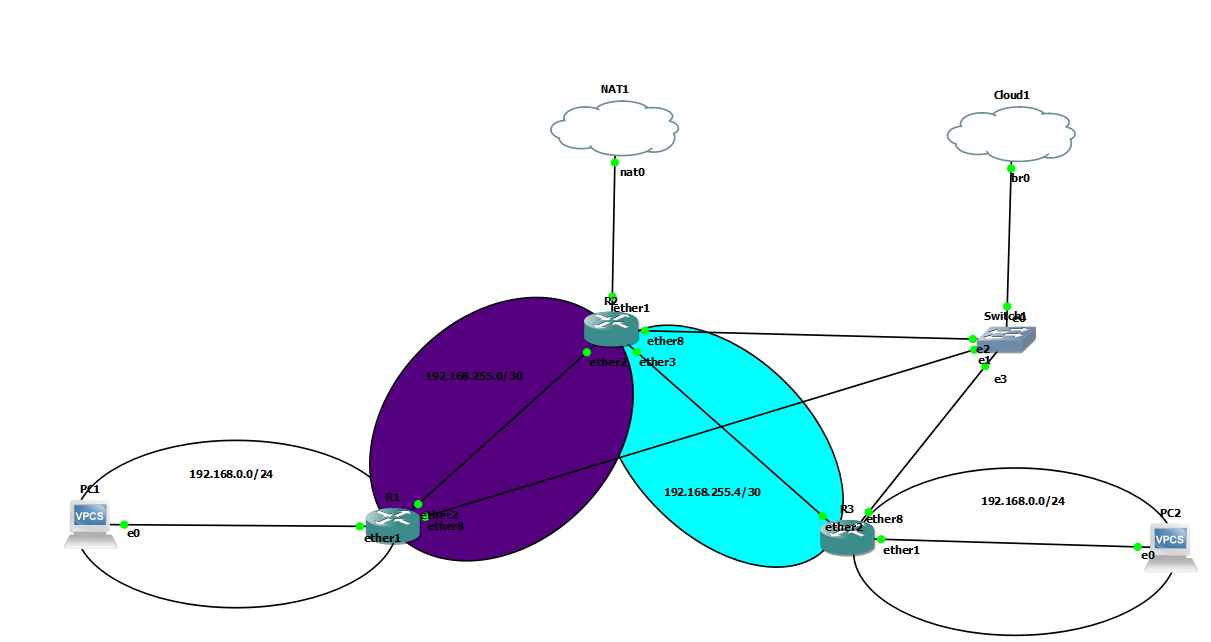 NAT1
Cloud1
nat0
br0
R2
ether1
Switch1
e0
ether8
e2
ether2
ether3
e1
192.168.255.0/30
e3
192.168.0.0/24
PC1
192.168.255.4/30
192.168.0.0/24
R1
R3
PC2
VPCS
ether2
ether8
ether2
ether8
e0
ether1
ether1
e0
VPCS